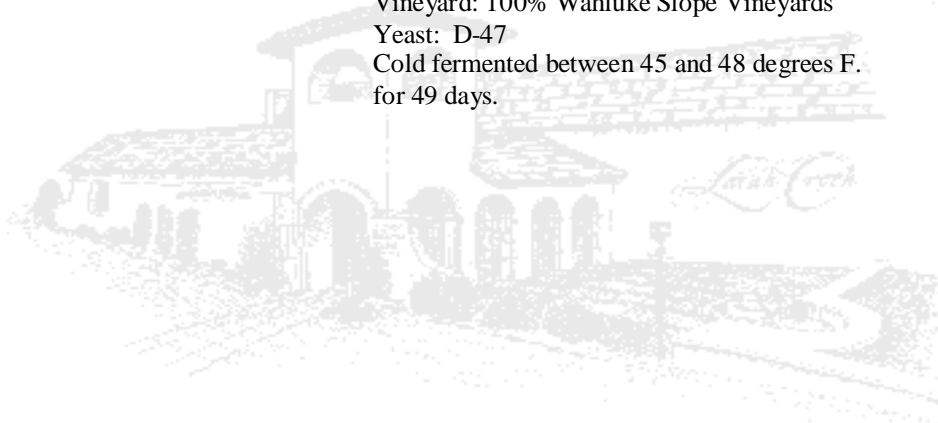 Vineyard: 100% Wahluke Slope Vineyards
Yeast: D-47
Cold fermented between 45 and 48 degrees F.
for 49 days.